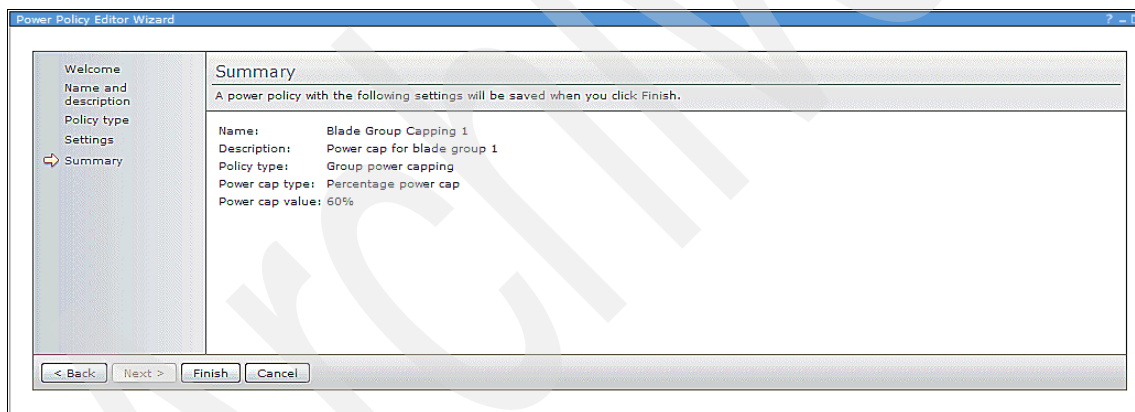 Power Policy Editor Wizard
Welcome
Name and
description
Policy type
Settings
Summary
Summary
A power policy with the following settings will be saved when you click Finish.
Name: Blade Group Capping 1
Description: Power cap for blade group 1
Policy type: Group power capping
Power cap type: Percentage power cap
Power cap value: 60%
< Back Next > Finish Cancel